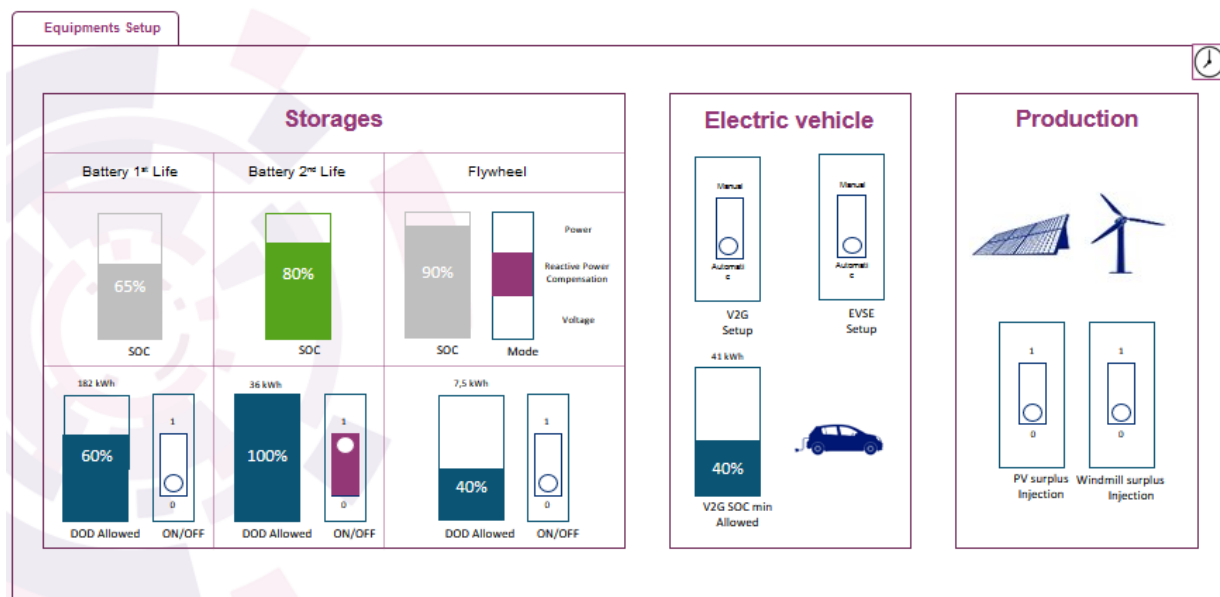 Equipments Setup
Storages
Battery 1st Life
Battery 2nd Life
Flywheel
65%
SOC
80%
SOC
90%
SOC
Power
Reactive Power
Compensation
Voltage
Mode
182 kWh
60%
DOD Allowed
1
0
ON/OFF
36 kWh
100%
DOD Allowed
1
0
ON/OFF
7,5 kWh
40%
DOD Allowed
1
0
ON/OFF
Electric vehicle
Manual
Automati
c
V2G
Setup
Manual
Automati
c
EVSE
Setup
41 kWh
40%
V2G SOC min
Allowed
Production
1
0
PV surplus
Injection
1
0
Windmill surplus
Injection